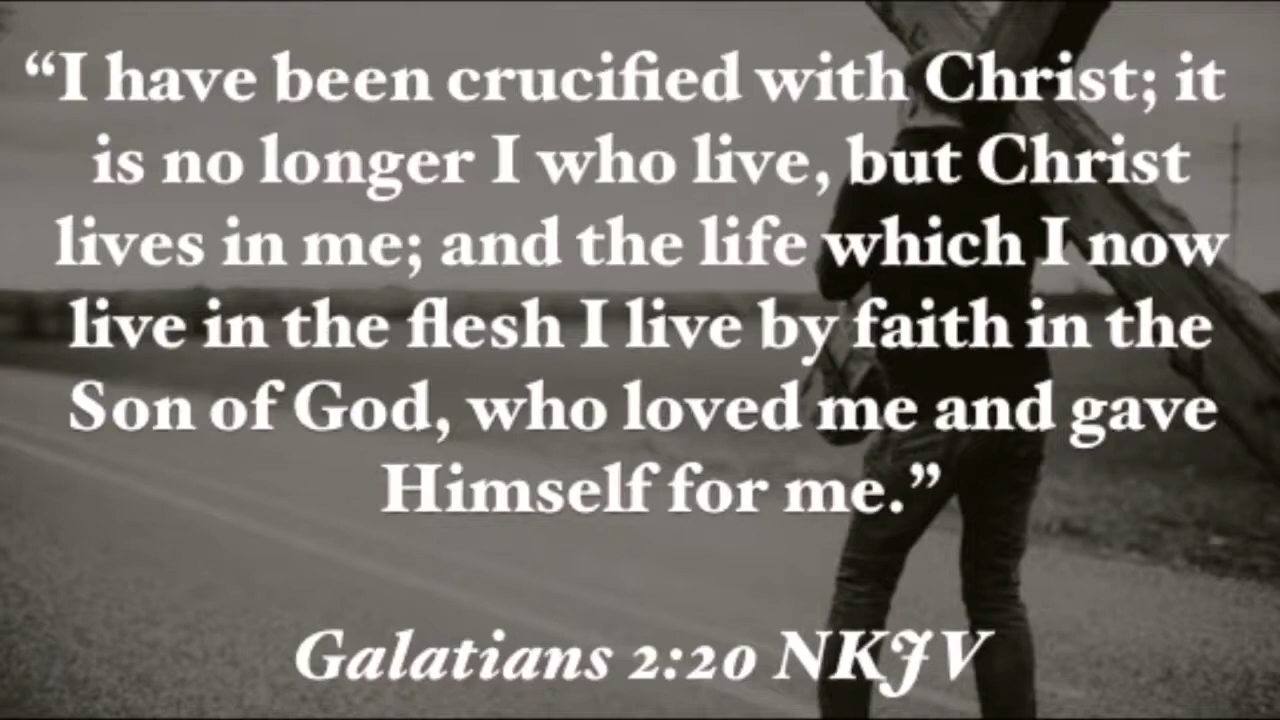 “I have been crucified with Christ; it
is no longer I who live, but Christ
lives in me; and the life which I now
live in the flesh I live by faith in the
Son of God, who loved me and gave
Himself for me.”
Galatians 2:20 NKJV